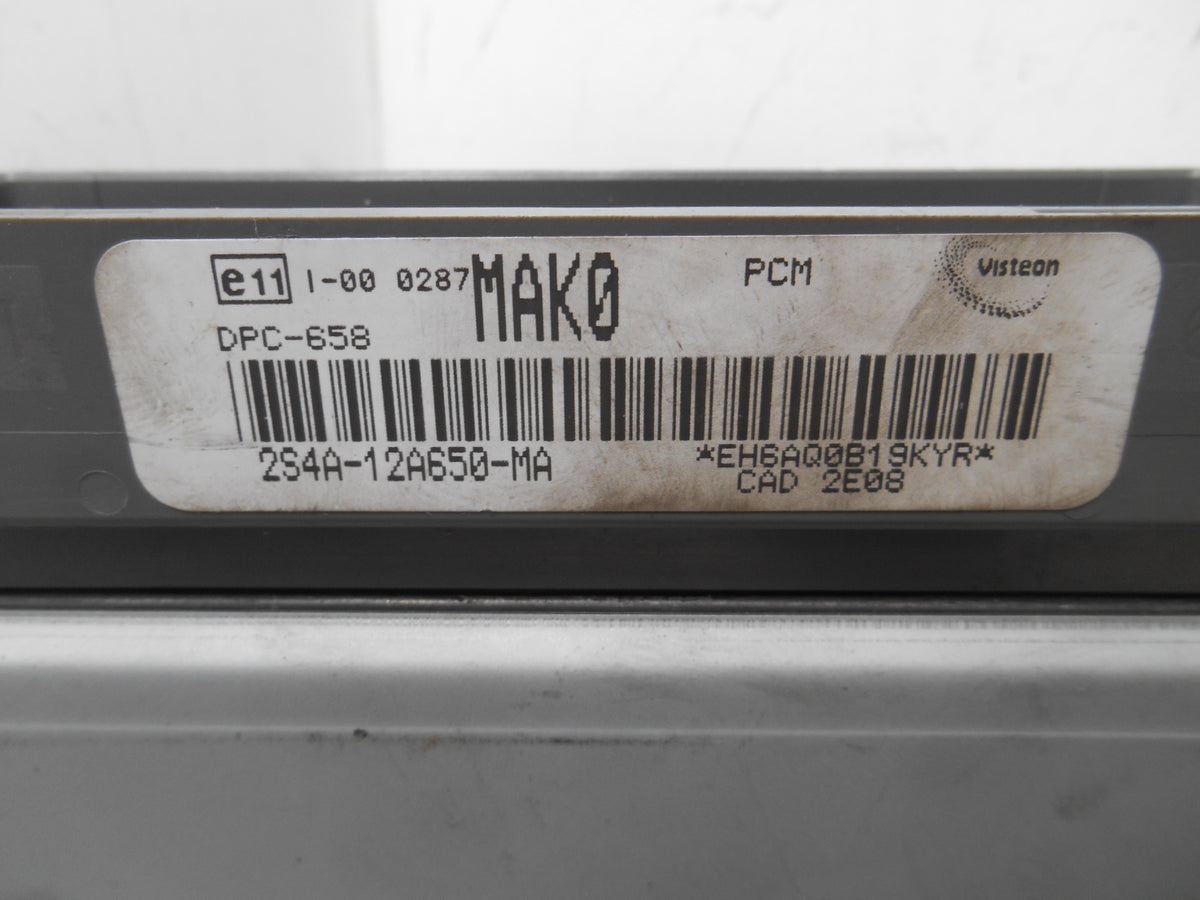 e11 I-00 0287 MAK0 PCM Visteon
DPC-658
2S4A-12A650-MA *EH6AQ0B19KYR*
CAD 2E08